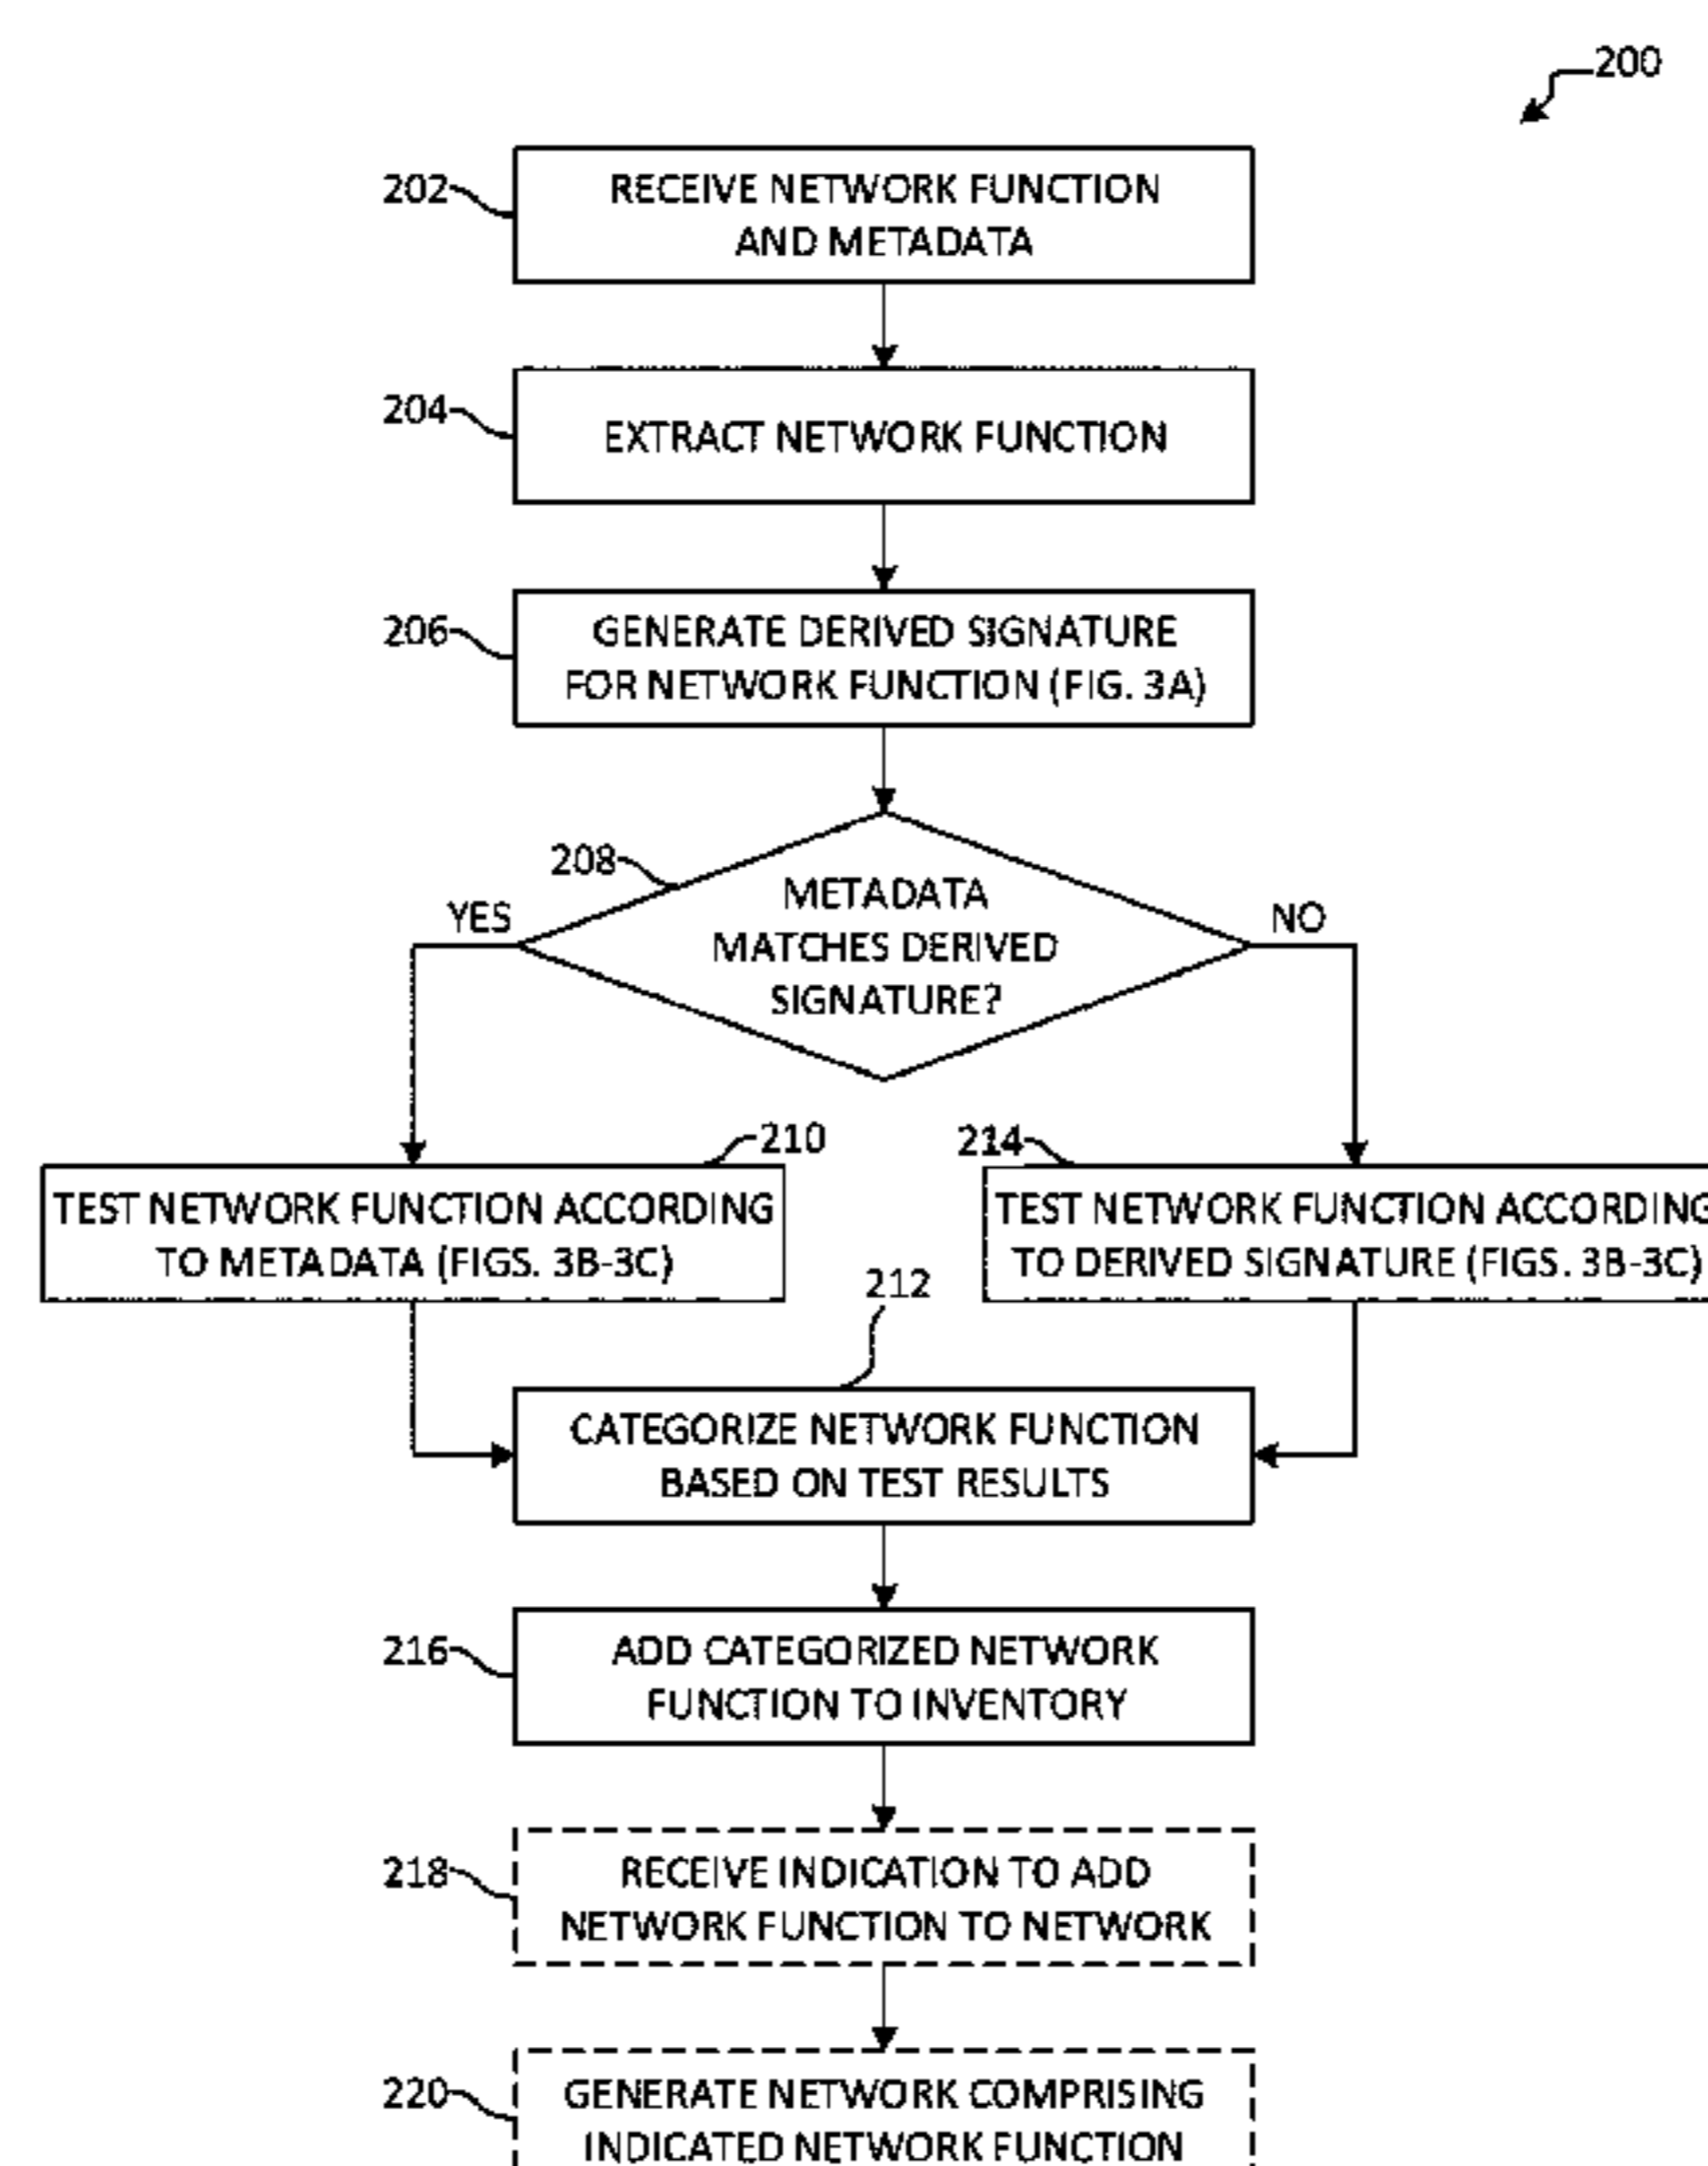 200
202
RECEIVE NETWORK FUNCTION
AND METADATA
204
EXTRACT NETWORK FUNCTION
206
GENERATE DERIVED SIGNATURE
FOR NETWORK FUNCTION (FIG. 3A)
208
METADATA
MATCHES DERIVED
SIGNATURE?
YES
NO
210
TEST NETWORK FUNCTION ACCORDING
TO METADATA (FIGS. 3B-3C)
214
TEST NETWORK FUNCTION ACCORDING
TO DERIVED SIGNATURE (FIGS. 3B-3C)
212
CATEGORIZE NETWORK FUNCTION
BASED ON TEST RESULTS
216
ADD CATEGORIZED NETWORK
FUNCTION TO INVENTORY
218
RECEIVE INDICATION TO ADD
NETWORK FUNCTION TO NETWORK
220
GENERATE NETWORK COMPRISING
INDICATED NETWORK FUNCTION